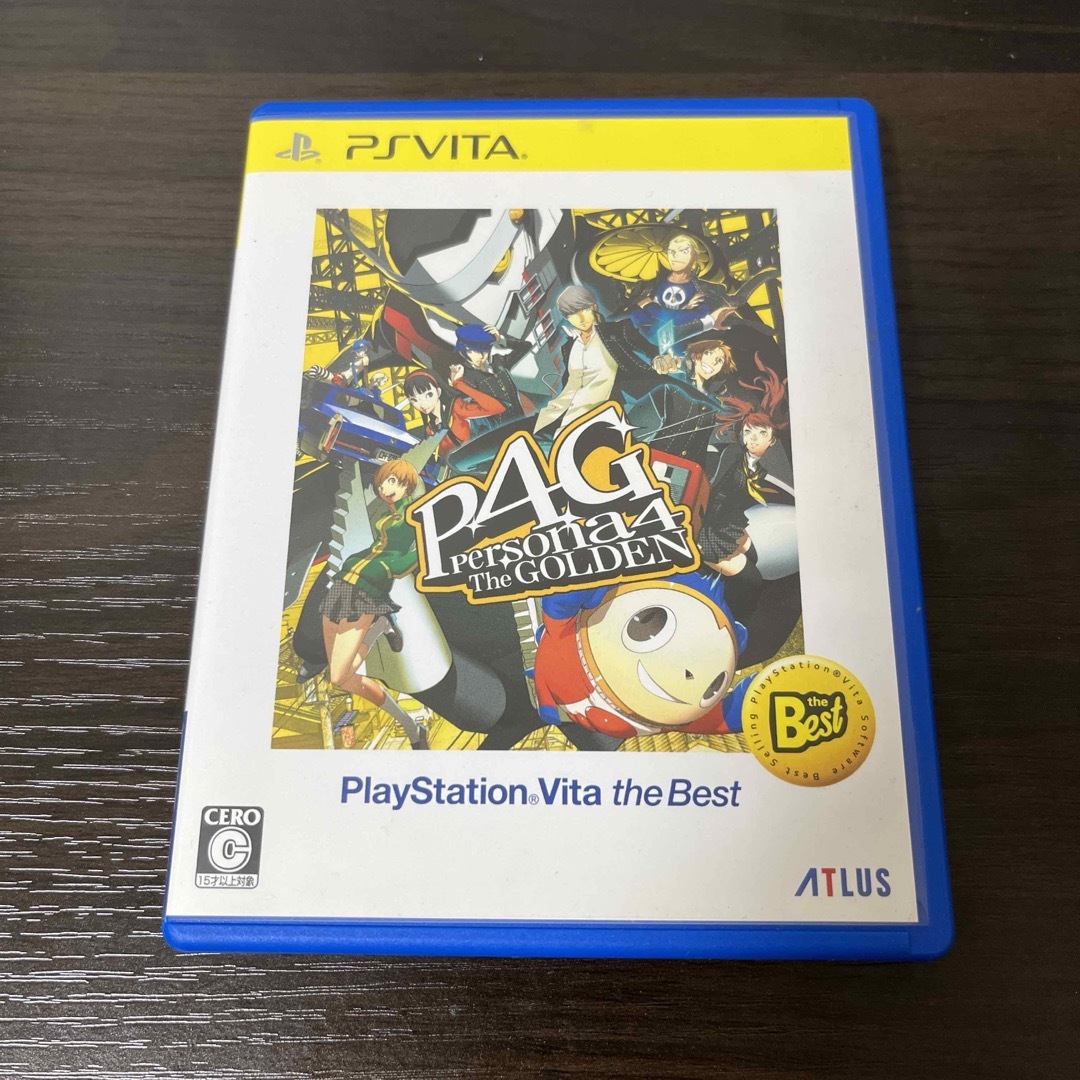 PSVITA®
P4G
Persona4
The GOLDEN
the
Best
PlayStation®Vita Software Best Selling
PlayStation®Vita the Best
CERO
C
15才以上対象
ATLUS